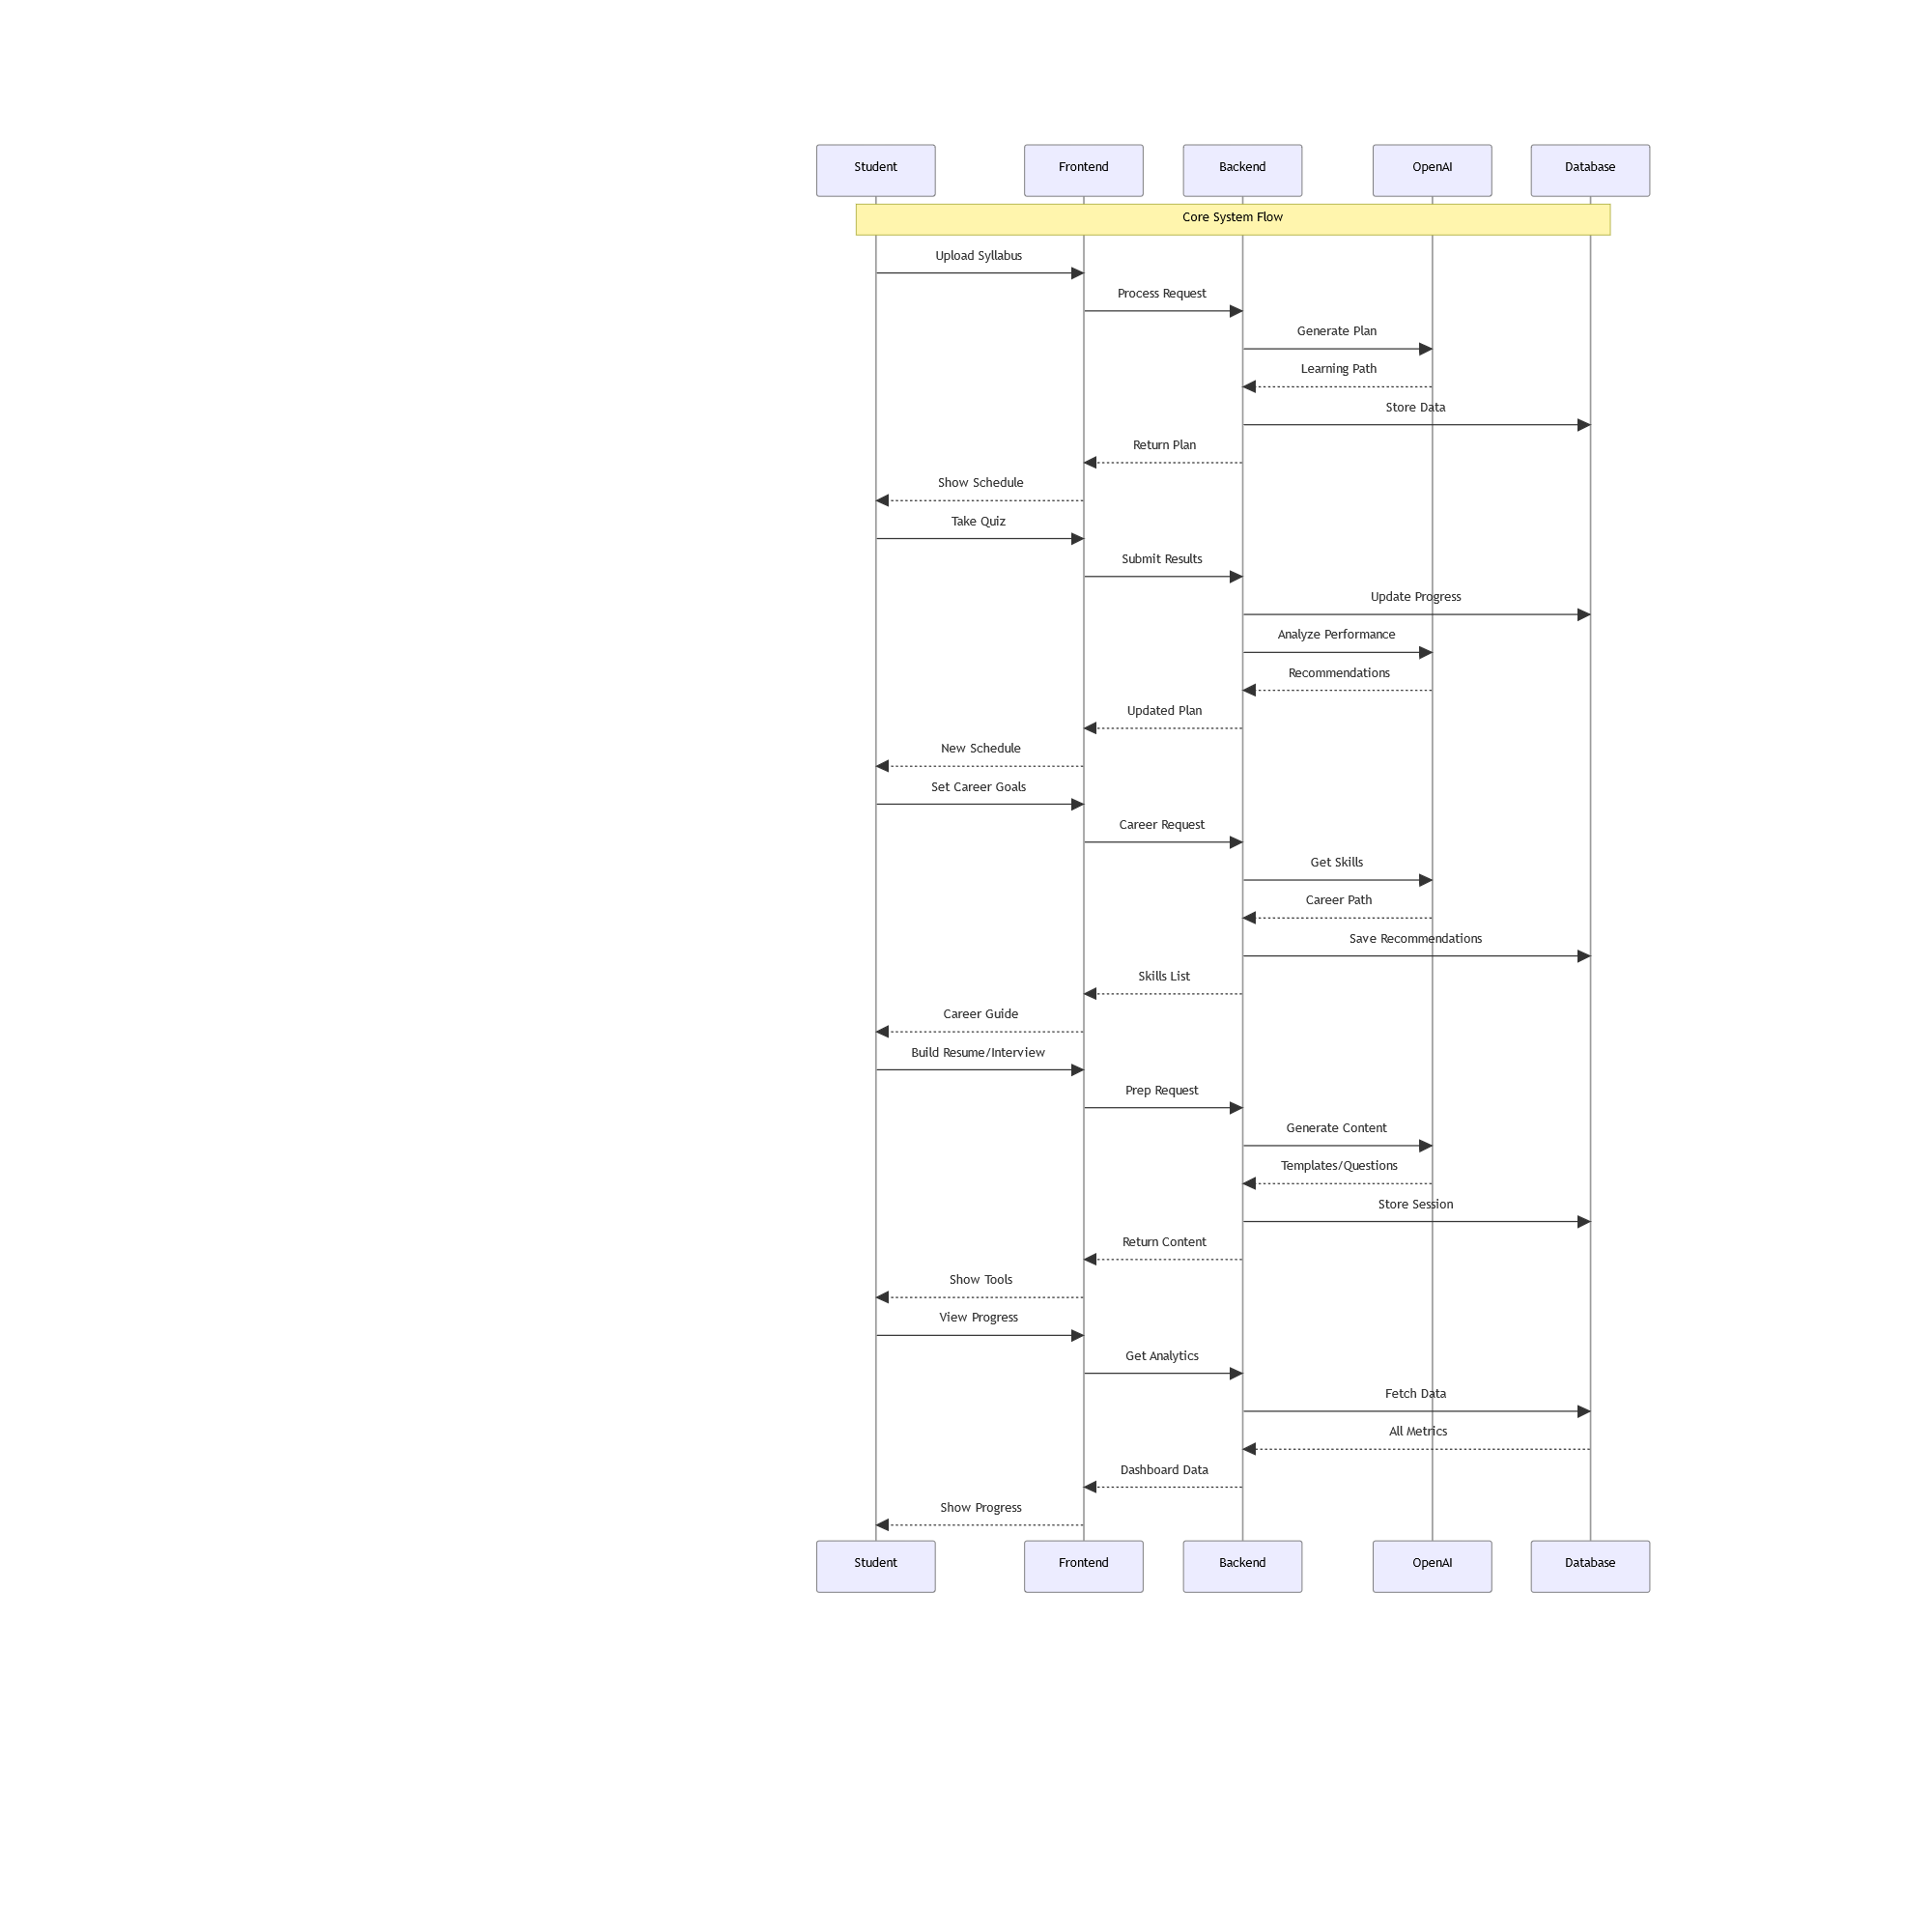 Student
Frontend
Backend
OpenAI
Database
Core System Flow
Upload Syllabus
Process Request
Generate Plan
Learning Path
Store Data
Return Plan
Show Schedule
Take Quiz
Submit Results
Update Progress
Analyze Performance
Recommendations
Updated Plan
New Schedule
Set Career Goals
Career Request
Get Skills
Career Path
Save Recommendations
Skills List
Career Guide
Build Resume/Interview
Prep Request
Generate Content
Templates/Questions
Store Session
Return Content
Show Tools
View Progress
Get Analytics
Fetch Data
All Metrics
Dashboard Data
Show Progress
Student
Frontend
Backend
OpenAI
Database